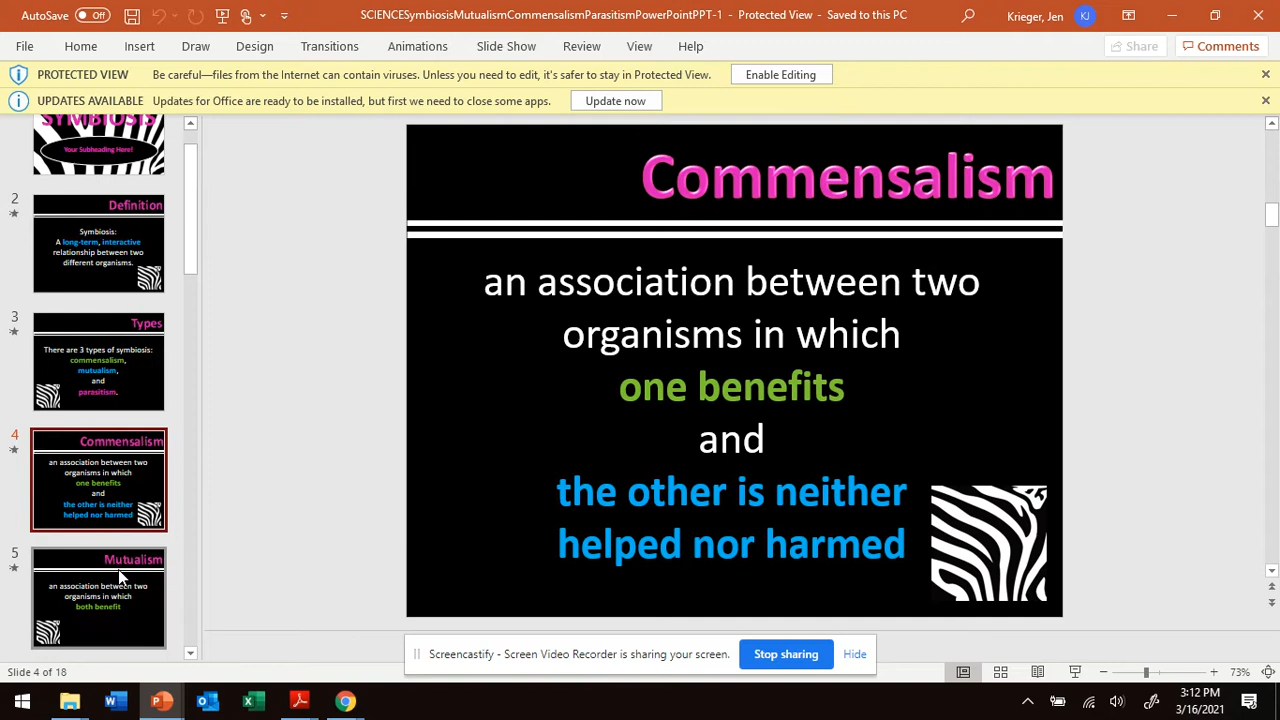 AutoSave Off
SCIENCESymbiosisMutualismCommensalismParasitismPowerPointPPT-1 - Protected View - Saved to this PC
Krieger, Jen KJ
File Home Insert Draw Design Transitions Animations Slide Show Review View Help Share Comments
PROTECTED VIEW Be careful—files from the Internet can contain viruses. Unless you need to edit, it's safer to stay in Protected View. Enable Editing
UPDATES AVAILABLE Updates for Office are ready to be installed, but first we need to close some apps. Update now
SYMBIOSIS
Your Subheading Here!
2
Definition
Symbiosis:
A long-term, interactive
relationship between two
different organisms.
3
Types
There are 3 types of symbiosis:
commensalism,
mutualism,
and
parasitism.
4
Commensalism
an association between two
organisms in which
one benefits
and
the other is neither
helped nor harmed
5
Mutualism
an association between two
organisms in which
both benefit
Commensalism
an association between two
organisms in which
one benefits
and
the other is neither
helped nor harmed
Screencastify - Screen Video Recorder is sharing your screen. Stop sharing Hide
Slide 4 of 18
73%
3:12 PM
3/16/2021